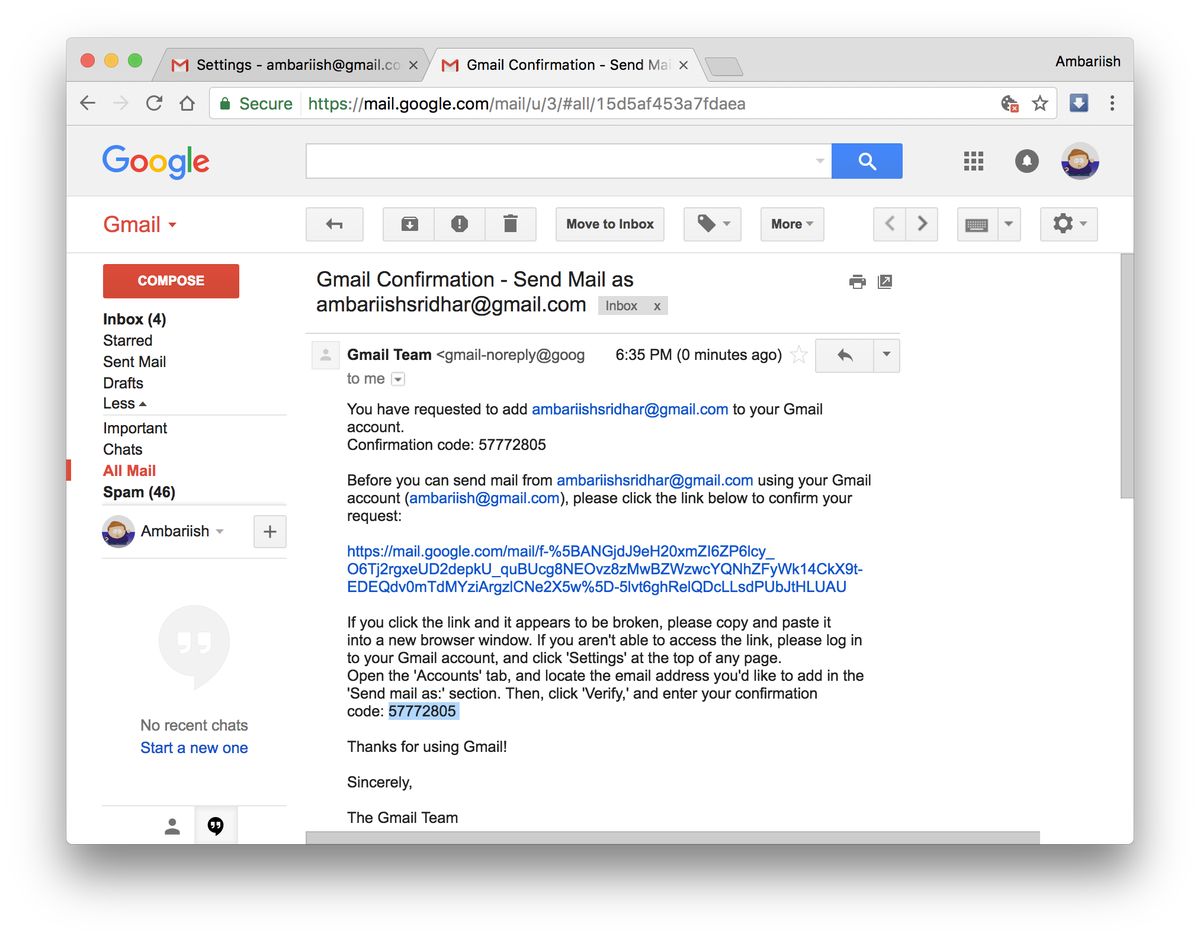 Settings - ambariish@gmail.co
Gmail Confirmation - Send Mai
Ambariish
Secure https://mail.google.com/mail/u/3/#all/15d5af453a7fdaea
Google
Gmail
Move to Inbox
More
COMPOSE
Inbox (4)
Starred
Sent Mail
Drafts
Less
Important
Chats
All Mail
Spam (46)
Ambariish
No recent chats
Start a new one
Gmail Confirmation - Send Mail as
ambariishsridhar@gmail.com Inbox x
Gmail Team <gmail-noreply@goog 6:35 PM (0 minutes ago)
to me
You have requested to add ambariishsridhar@gmail.com to your Gmail
account.
Confirmation code: 57772805
Before you can send mail from ambariishsridhar@gmail.com using your Gmail
account (ambariish@gmail.com), please click the link below to confirm your
request:
https://mail.google.com/mail/f-%5BANGjdJ9eH20xmZI6ZP6lcy_
O6Tj2rgxeUD2depkU_quBUcg8NEOvz8zMwBZWzwcYQNhZFyWk14CkX9t-
EDEQdv0mTdMYziArgzlCNe2X5w%5D-5lvt6ghRelQDcLLsdPUbJtHLUAU
If you click the link and it appears to be broken, please copy and paste it
into a new browser window. If you aren't able to access the link, please log in
to your Gmail account, and click 'Settings' at the top of any page.
Open the 'Accounts' tab, and locate the email address you'd like to add in the
'Send mail as:' section. Then, click 'Verify,' and enter your confirmation
code: 57772805
Thanks for using Gmail!
Sincerely,
The Gmail Team